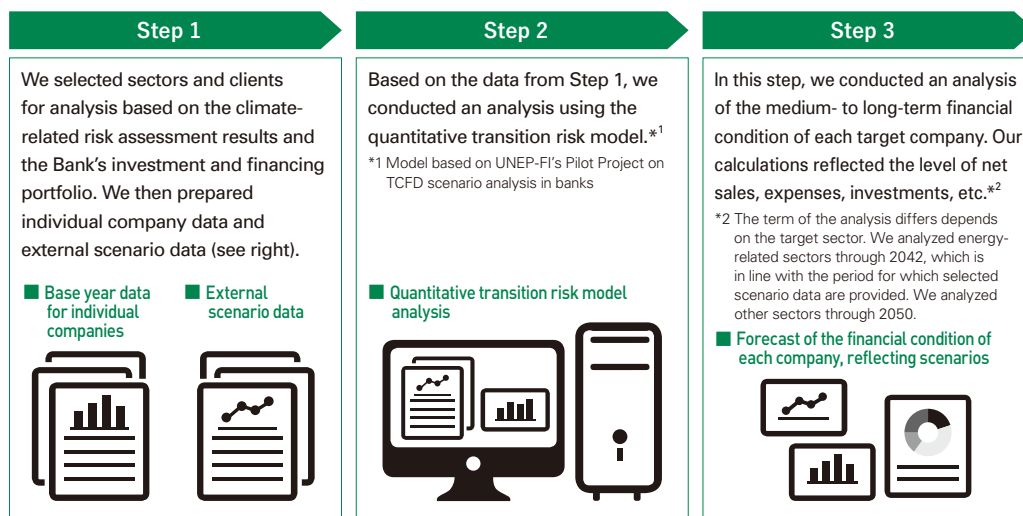 Step 1
We selected sectors and clients
for analysis based on the climate-
related risk assessment results and
the Bank's investment and financing
portfolio. We then prepared
individual company data and
external scenario data (see right).
■ Base year data
for individual
companies
■ External
scenario data
Step 2
Based on the data from Step 1, we
conducted an analysis using the
quantitative transition risk model.*1
*1 Model based on UNEP-FI's Pilot Project on
TCFD scenario analysis in banks
■ Quantitative transition risk model
analysis
Step 3
In this step, we conducted an analysis
of the medium- to long-term financial
condition of each target company. Our
calculations reflected the level of net
sales, expenses, investments, etc.*2
*2 The term of the analysis differs depends
on the target sector. We analyzed energy-
related sectors through 2042, which is
in line with the period for which selected
scenario data are provided. We analyzed
other sectors through 2050.
■ Forecast of the financial condition of
each company, reflecting scenarios